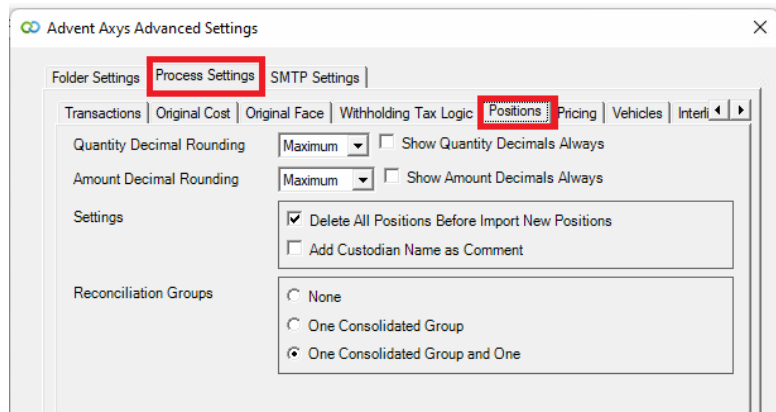 Advent Axys Advanced Settings
Folder Settings Process Settings SMTP Settings
Transactions Original Cost Original Face Withholding Tax Logic Positions Pricing Vehicles Interli
Quantity Decimal Rounding Maximum Show Quantity Decimals Always
Amount Decimal Rounding Maximum Show Amount Decimals Always
Settings Delete All Positions Before Import New Positions
Add Custodian Name as Comment
Reconciliation Groups None
One Consolidated Group
One Consolidated Group and One